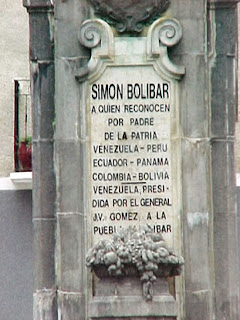 SIMON BOLIBAR
A QUIEN RECONOCEN
POR PADRE
DE LA PATRIA
VENEZUELA-PERU
ECUADOR-PANAMA
COLOMBIA-BOLIVIA
VENEZUELA, PRESI-
DIDA POR EL GENERAL
J.V. GOMEZ A LA
PUEBLA BOLIBAR